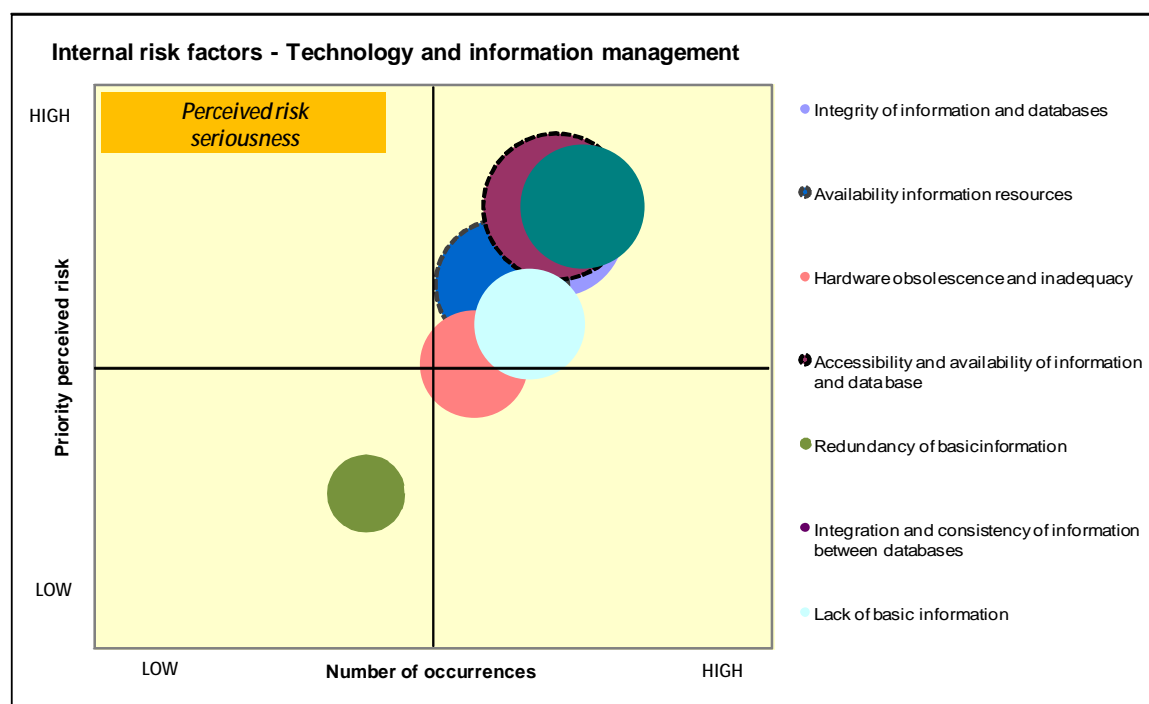 Internal risk factors - Technology and information management
HIGH
Perceived risk
seriousness
Priority perceived risk
LOW
LOW
Number of occurrences
HIGH
Integrity of information and databases
Availability information resources
Hardware obsolescence and inadequacy
Accessibility and availability of information
and database
Redundancy of basic information
Integration and consistency of information
between databases
Lack of basic information